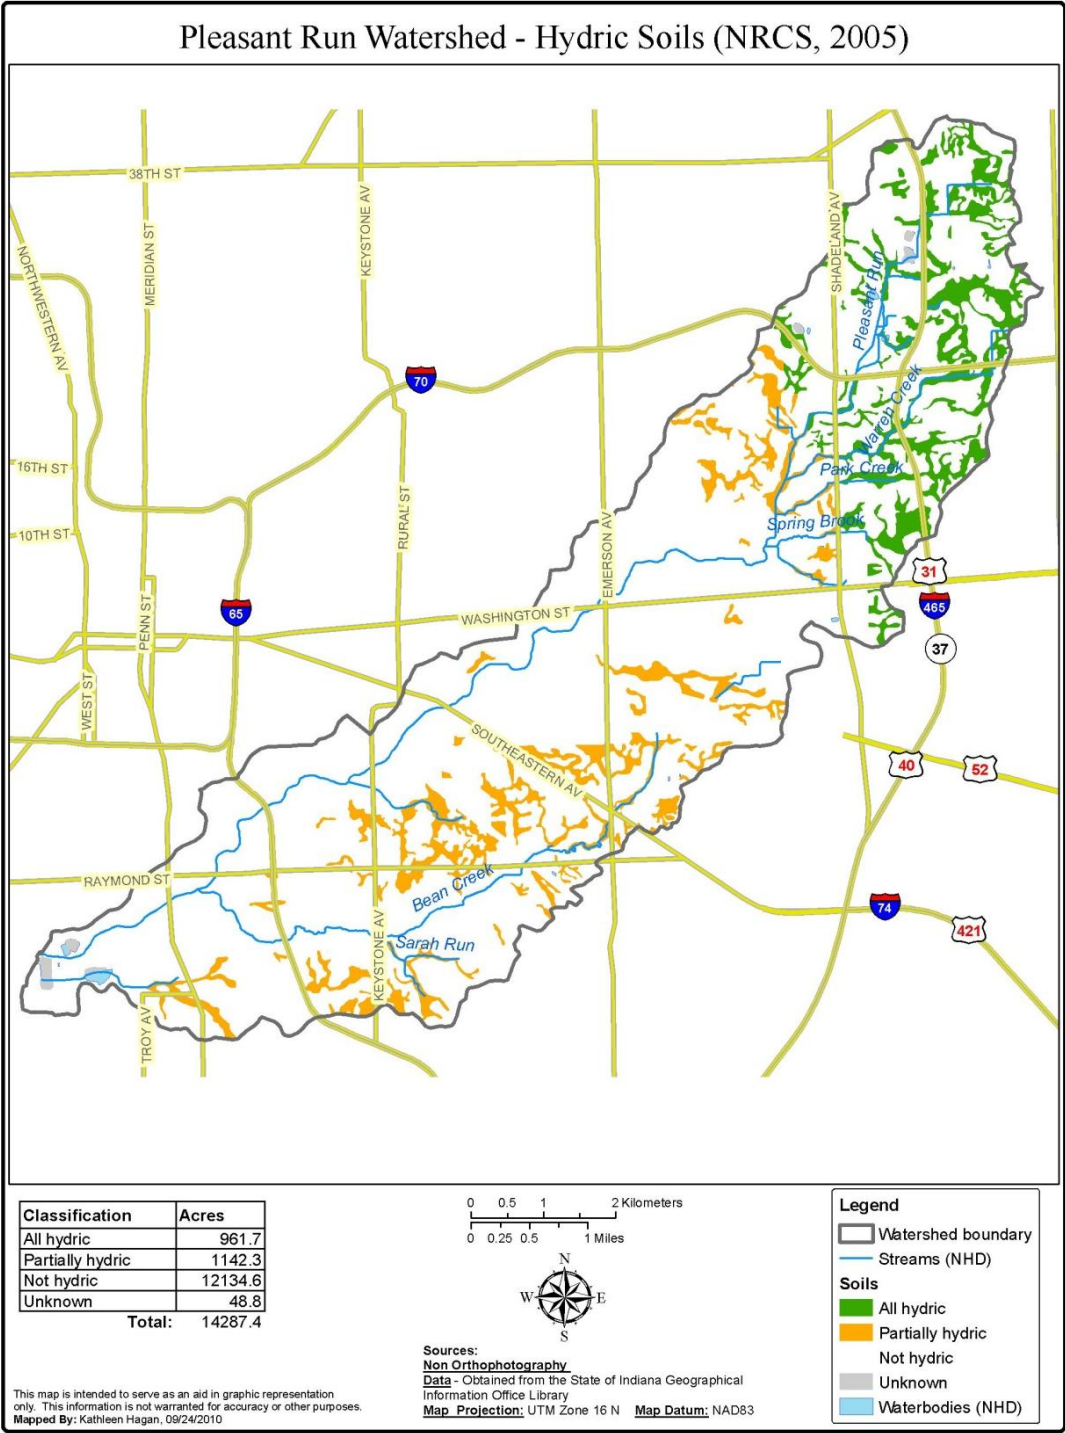 Pleasant Run Watershed - Hydric Soils (NRCS, 2005)
38TH ST
NORTHWESTERN AV
MERIDIAN ST
KEYSTONE AV
SHADELAND AV
Pleasant Run
70
Warren Creek
16TH ST
Park Creek
10TH ST
RURAL ST
EMERSON AV
Spring Brook
31
65
PENN ST
WASHINGTON ST
465
37
WEST ST
SOUTHEASTERN AV
40
52
RAYMOND ST
Bean Creek
74
421
KEYSTONE AV
Sarah Run
TROY AV
Classification Acres
All hydric 961.7
Partially hydric 1142.3
Not hydric 12134.6
Unknown 48.8
Total: 14287.4
This map is intended to serve as an aid in graphic representation
only. This information is not warranted for accuracy or other purposes.
Mapped By: Kathleen Hagan, 09/24/2010
0 0.5 1 2 Kilometers
0 0.25 0.5 1 Miles
N
W E
S
Sources:
Non Orthophotography
Data - Obtained from the State of Indiana Geographical
Information Office Library
Map Projection: UTM Zone 16 N Map Datum: NAD83
Legend
Watershed boundary
Streams (NHD)
Soils
All hydric
Partially hydric
Not hydric
Unknown
Waterbodies (NHD)